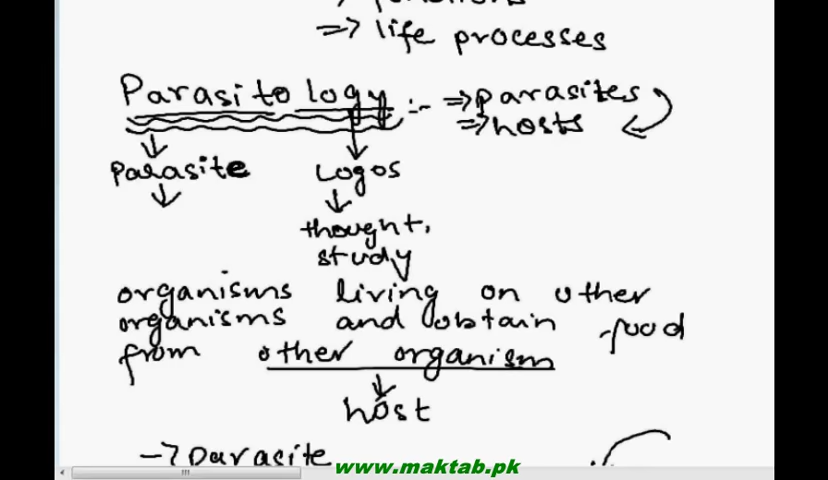 => life processes
Parasitology :- => parasites
=> hosts
parasite Logos
thought,
study
organisms living on other
organisms and obtain food
from other organism
host
-> parasite
www.maktab.pk